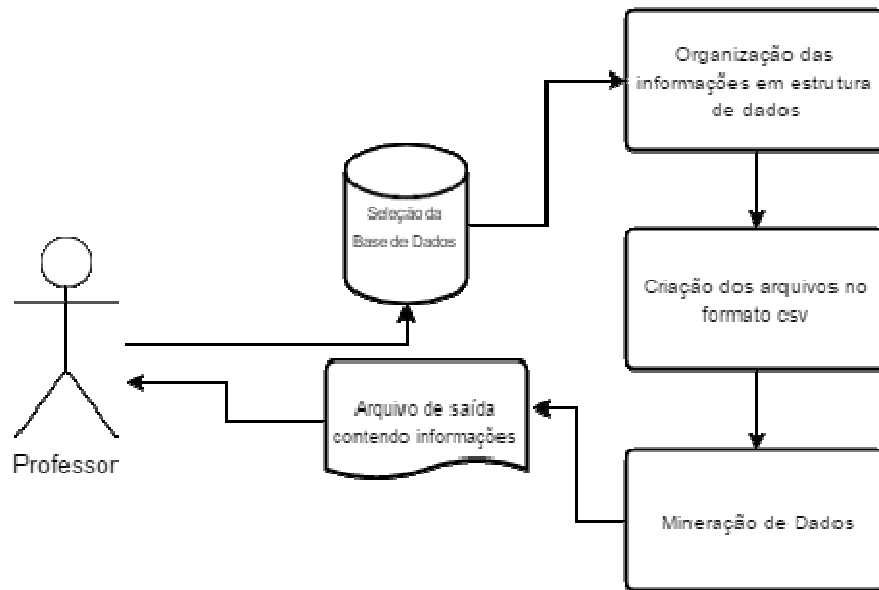 Organização das
informações em estrutura
de dados
Seleção da
Base de Dados
Criação dos arquivos no
formato csv
Arquivo de saída
contendo informações
Professor
Mineração de Dados